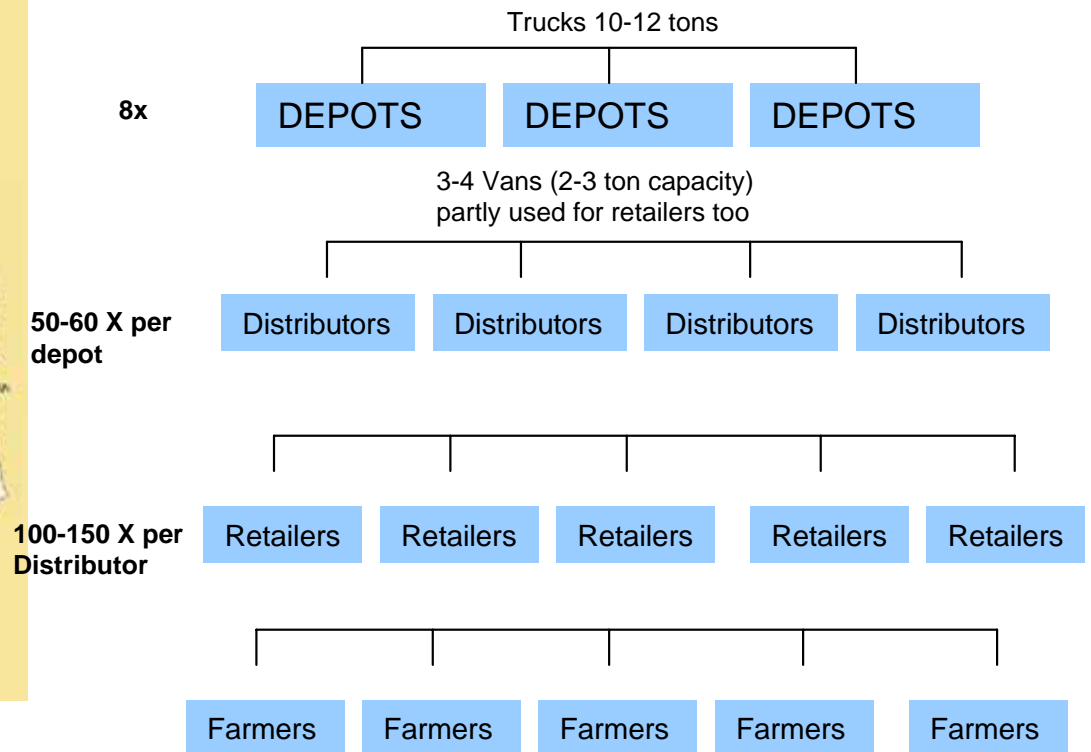 Trucks 10-12 tons
8x
DEPOTS DEPOTS DEPOTS
3-4 Vans (2-3 ton capacity)
partly used for retailers too
50-60 X per
depot
Distributors Distributors Distributors Distributors
100-150 X per
Distributor
Retailers Retailers Retailers Retailers Retailers
Farmers Farmers Farmers Farmers Farmers